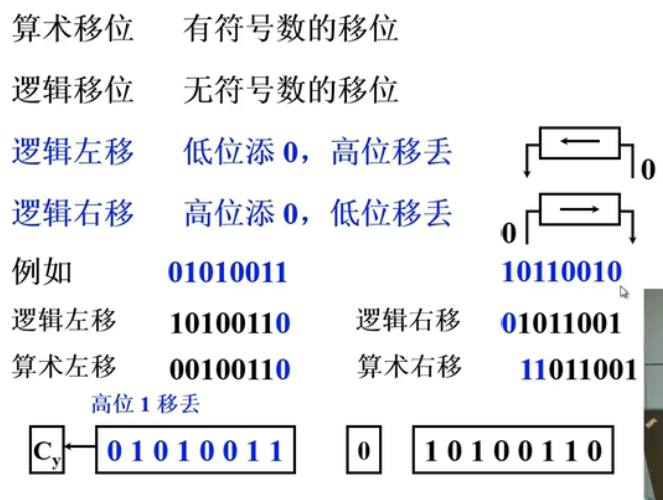 算术移位 有符号数的移位
逻辑移位 无符号数的移位
逻辑左移 低位添 0，高位移丢
0
逻辑右移 高位添 0，低位移丢
0
例如 01010011 10110010
逻辑左移 10100110 逻辑右移 01011001
算术左移 00100110 算术右移 11011001
高位 1 移丢
Cy 0 1 0 1 0 0 1 1 0 1 0 1 0 0 1 1 0